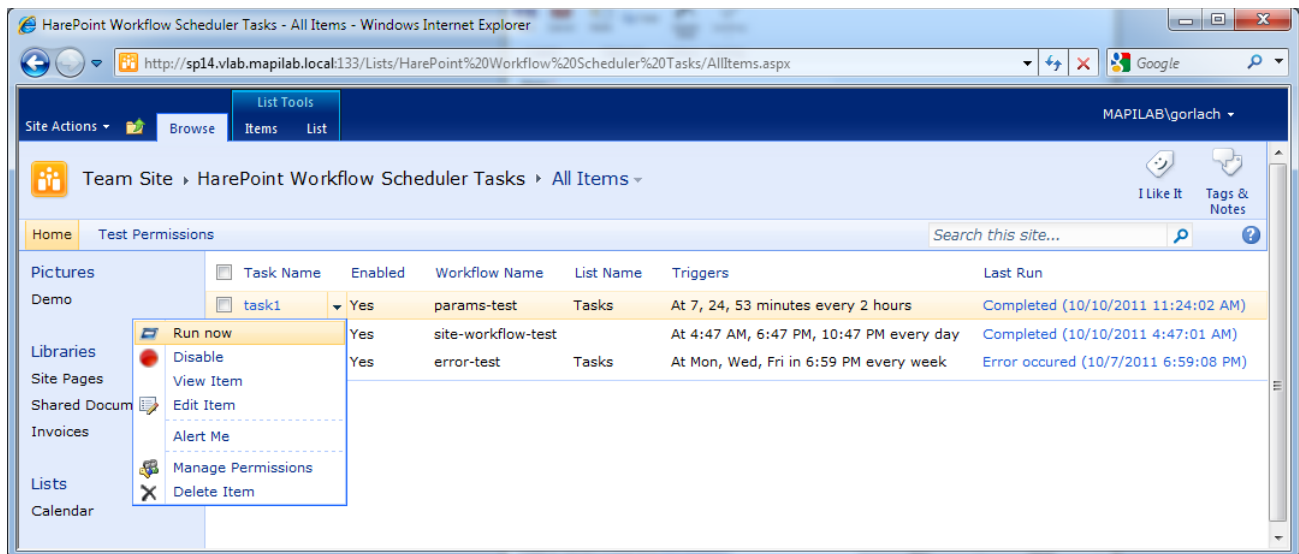 HarePoint Workflow Scheduler Tasks - All Items - Windows Internet Explorer
http://sp14.vlab.mapilab.local:133/Lists/HarePoint%20Workflow%20Scheduler%20Tasks/AllItems.aspx
Google
List Tools
MAPILAB\gorlach
Site Actions
Browse
Items
List
Team Site
HarePoint Workflow Scheduler Tasks
All Items
I Like It
Tags &
Notes
Home
Test Permissions
Search this site...
Pictures
Demo
Libraries
Site Pages
Shared Docum
Invoices
Lists
Calendar
Task Name Enabled Workflow Name List Name Triggers Last Run
task1 Yes params-test Tasks At 7, 24, 53 minutes every 2 hours Completed (10/10/2011 11:24:02 AM)
Yes site-workflow-test At 4:47 AM, 6:47 PM, 10:47 PM every day Completed (10/10/2011 4:47:01 AM)
Yes error-test Tasks At Mon, Wed, Fri in 6:59 PM every week Error occured (10/7/2011 6:59:08 PM)
Run now
Disable
View Item
Edit Item
Alert Me
Manage Permissions
Delete Item